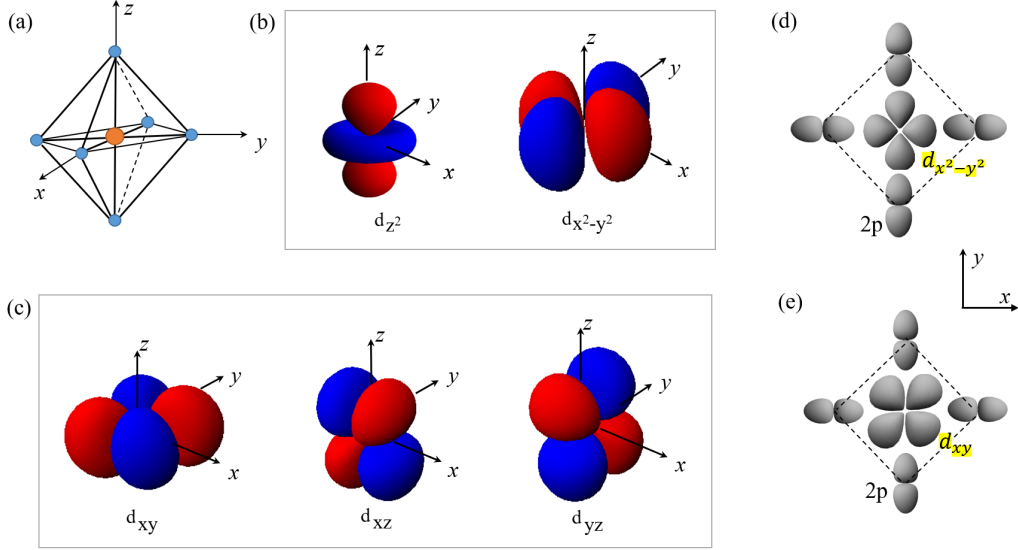 (a)
z
y
x
(b)
z
y
x
d_{z^2}
z
y
x
d_{x^2-y^2}
(c)
z
y
x
d_{xy}
z
y
x
d_{xz}
z
y
x
d_{yz}
(d)
d_{x^2-y^2}
2p
y
x
(e)
d_{xy}
2p